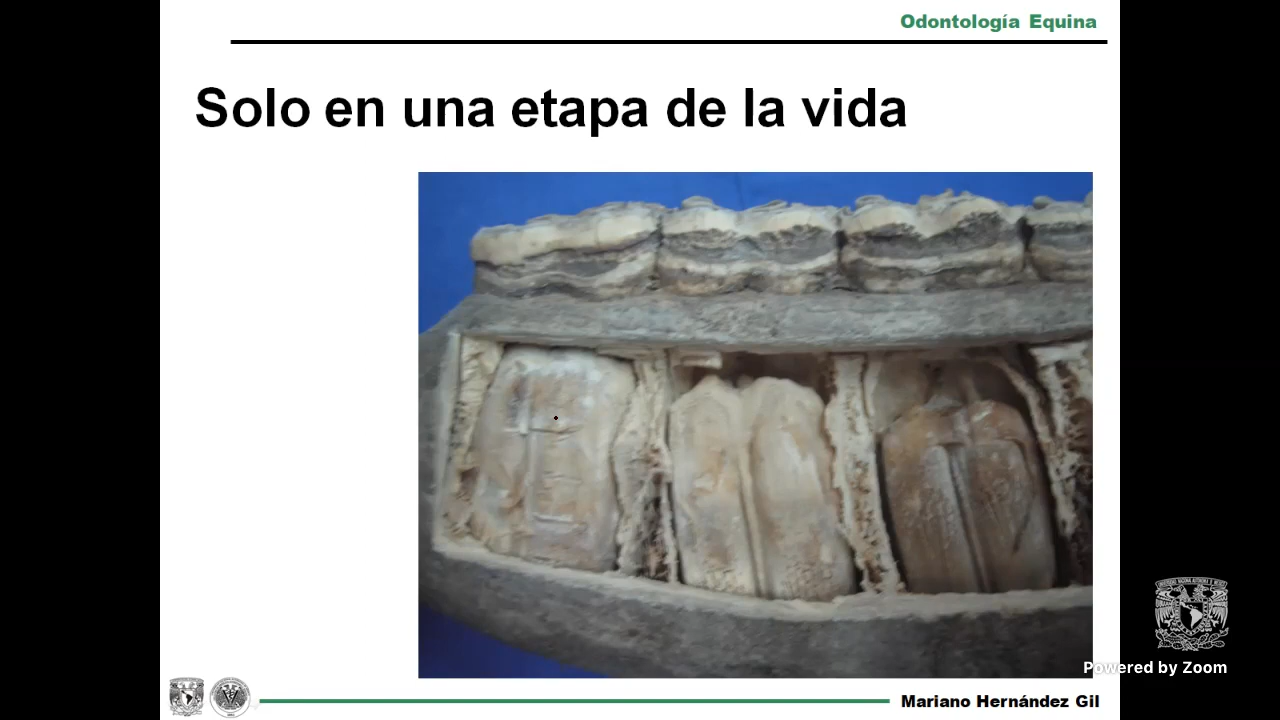 Odontología Equina
Solo en una etapa de la vida
Powered by Zoom
Mariano Hernández Gil